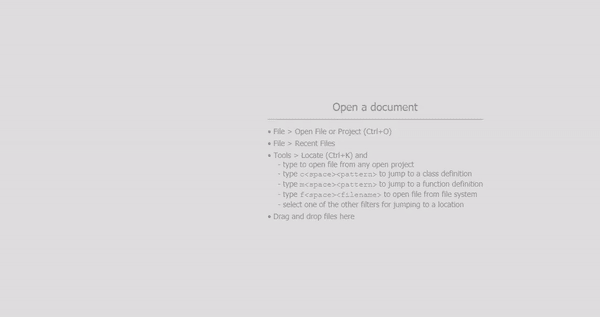 Open a document
• File > Open File or Project (Ctrl+O)
• File > Recent Files
• Tools > Locate (Ctrl+K) and
- type to open file from any open project
- type c<space><pattern> to jump to a class definition
- type m<space><pattern> to jump to a function definition
- type f<space><filename> to open file from file system
- select one of the other filters for jumping to a location
• Drag and drop files here